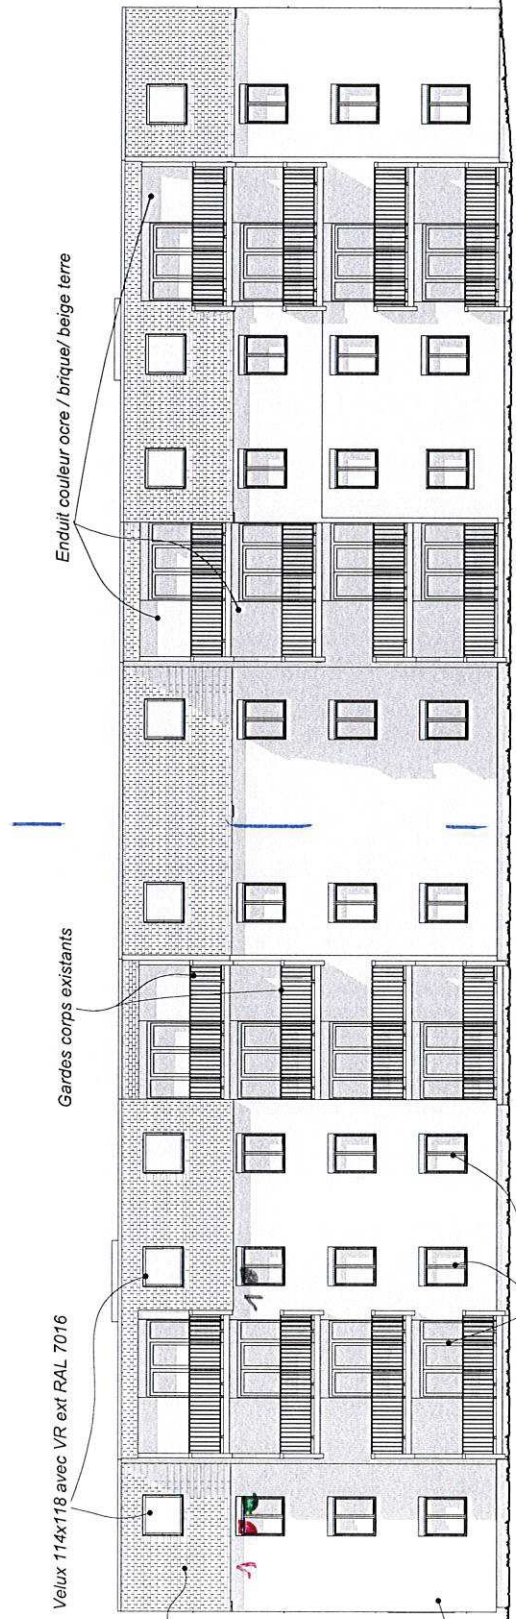 Velux 114x118 avec VR ext RAL 7016
Gardes corps existants
Enduit couleur ocre / brique/ beige terre